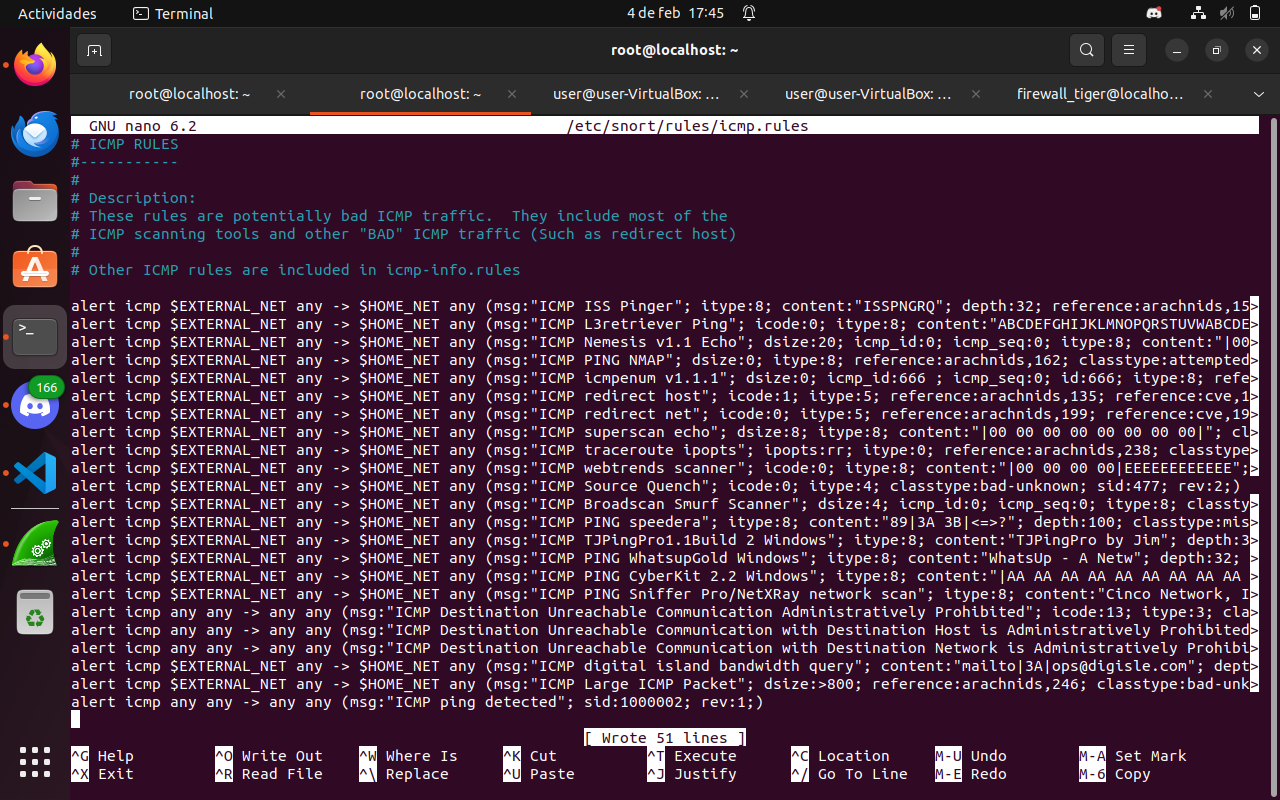 Actividades
Terminal
4 de feb 17:45
root@localhost: ~
root@localhost: ~
root@localhost: ~
user@user-VirtualBox: ...
user@user-VirtualBox: ...
firewall_tiger@localho...
GNU nano 6.2 /etc/snort/rules/icmp.rules
# ICMP RULES
#-----------
#
# Description:
# These rules are potentially bad ICMP traffic.  They include most of the
# ICMP scanning tools and other "BAD" ICMP traffic (Such as redirect host)
#
# Other ICMP rules are included in icmp-info.rules
alert icmp $EXTERNAL_NET any -> $HOME_NET any (msg:"ICMP ISS Pinger"; itype:8; content:"ISSPNGRQ"; depth:32; reference:arachnids,15>
alert icmp $EXTERNAL_NET any -> $HOME_NET any (msg:"ICMP L3retriever Ping"; icode:0; itype:8; content:"ABCDEFGHIJKLMNOPQRSTUVWABCDE>
alert icmp $EXTERNAL_NET any -> $HOME_NET any (msg:"ICMP Nemesis v1.1 Echo"; dsize:20; icmp_id:0; icmp_seq:0; itype:8; content:"|00>
alert icmp $EXTERNAL_NET any -> $HOME_NET any (msg:"ICMP PING NMAP"; dsize:0; itype:8; reference:arachnids,162; classtype:attempted>
alert icmp $EXTERNAL_NET any -> $HOME_NET any (msg:"ICMP icmpenum v1.1.1"; dsize:0; icmp_id:666 ; icmp_seq:0; id:666; itype:8; refe>
alert icmp $EXTERNAL_NET any -> $HOME_NET any (msg:"ICMP redirect host"; icode:1; itype:5; reference:arachnids,135; reference:cve,1>
alert icmp $EXTERNAL_NET any -> $HOME_NET any (msg:"ICMP redirect net"; icode:0; itype:5; reference:arachnids,199; reference:cve,19>
alert icmp $EXTERNAL_NET any -> $HOME_NET any (msg:"ICMP superscan echo"; dsize:8; itype:8; content:"|00 00 00 00 00 00 00 00|"; cl>
alert icmp $EXTERNAL_NET any -> $HOME_NET any (msg:"ICMP traceroute ipopts"; ipopts:rr; itype:0; reference:arachnids,238; classtype>
alert icmp $EXTERNAL_NET any -> $HOME_NET any (msg:"ICMP webtrends scanner"; icode:0; itype:8; content:"|00 00 00 00|EEEEEEEEEEEE";>
alert icmp $EXTERNAL_NET any -> $HOME_NET any (msg:"ICMP Source Quench"; icode:0; itype:4; classtype:bad-unknown; sid:477; rev:2;)
alert icmp $EXTERNAL_NET any -> $HOME_NET any (msg:"ICMP Broadscan Smurf Scanner"; dsize:4; icmp_id:0; icmp_seq:0; itype:8; classty>
alert icmp $EXTERNAL_NET any -> $HOME_NET any (msg:"ICMP PING speedera"; itype:8; content:"89|3A 3B|<=>?"; depth:100; classtype:mis>
alert icmp $EXTERNAL_NET any -> $HOME_NET any (msg:"ICMP TJPingPro1.1Build 2 Windows"; itype:8; content:"TJPingPro by Jim"; depth:3>
alert icmp $EXTERNAL_NET any -> $HOME_NET any (msg:"ICMP PING WhatsupGold Windows"; itype:8; content:"WhatsUp - A Netw"; depth:32; >
alert icmp $EXTERNAL_NET any -> $HOME_NET any (msg:"ICMP PING CyberKit 2.2 Windows"; itype:8; content:"|AA AA AA AA AA AA AA AA AA >
alert icmp $EXTERNAL_NET any -> $HOME_NET any (msg:"ICMP PING Sniffer Pro/NetXRay network scan"; itype:8; content:"Cinco Network, I>
alert icmp any any -> any any (msg:"ICMP Destination Unreachable Communication Administratively Prohibited"; icode:13; itype:3; cla>
alert icmp any any -> any any (msg:"ICMP Destination Unreachable Communication with Destination Host is Administratively Prohibited>
alert icmp any any -> any any (msg:"ICMP Destination Unreachable Communication with Destination Network is Administratively Prohibi>
alert icmp $EXTERNAL_NET any -> $HOME_NET any (msg:"ICMP digital island bandwidth query"; content:"mailto|3A|ops@digisle.com"; dept>
alert icmp $EXTERNAL_NET any -> $HOME_NET any (msg:"ICMP Large ICMP Packet"; dsize:>800; reference:arachnids,246; classtype:bad-unk>
alert icmp any any -> any any (msg:"ICMP ping detected"; sid:1000002; rev:1;)
[ Wrote 51 lines ]
^G Help ^O Write Out ^W Where Is ^K Cut ^T Execute ^C Location M-U Undo M-A Set Mark
^X Exit ^R Read File ^\ Replace ^U Paste ^J Justify ^/ Go To Line M-E Redo M-6 Copy
>_
166